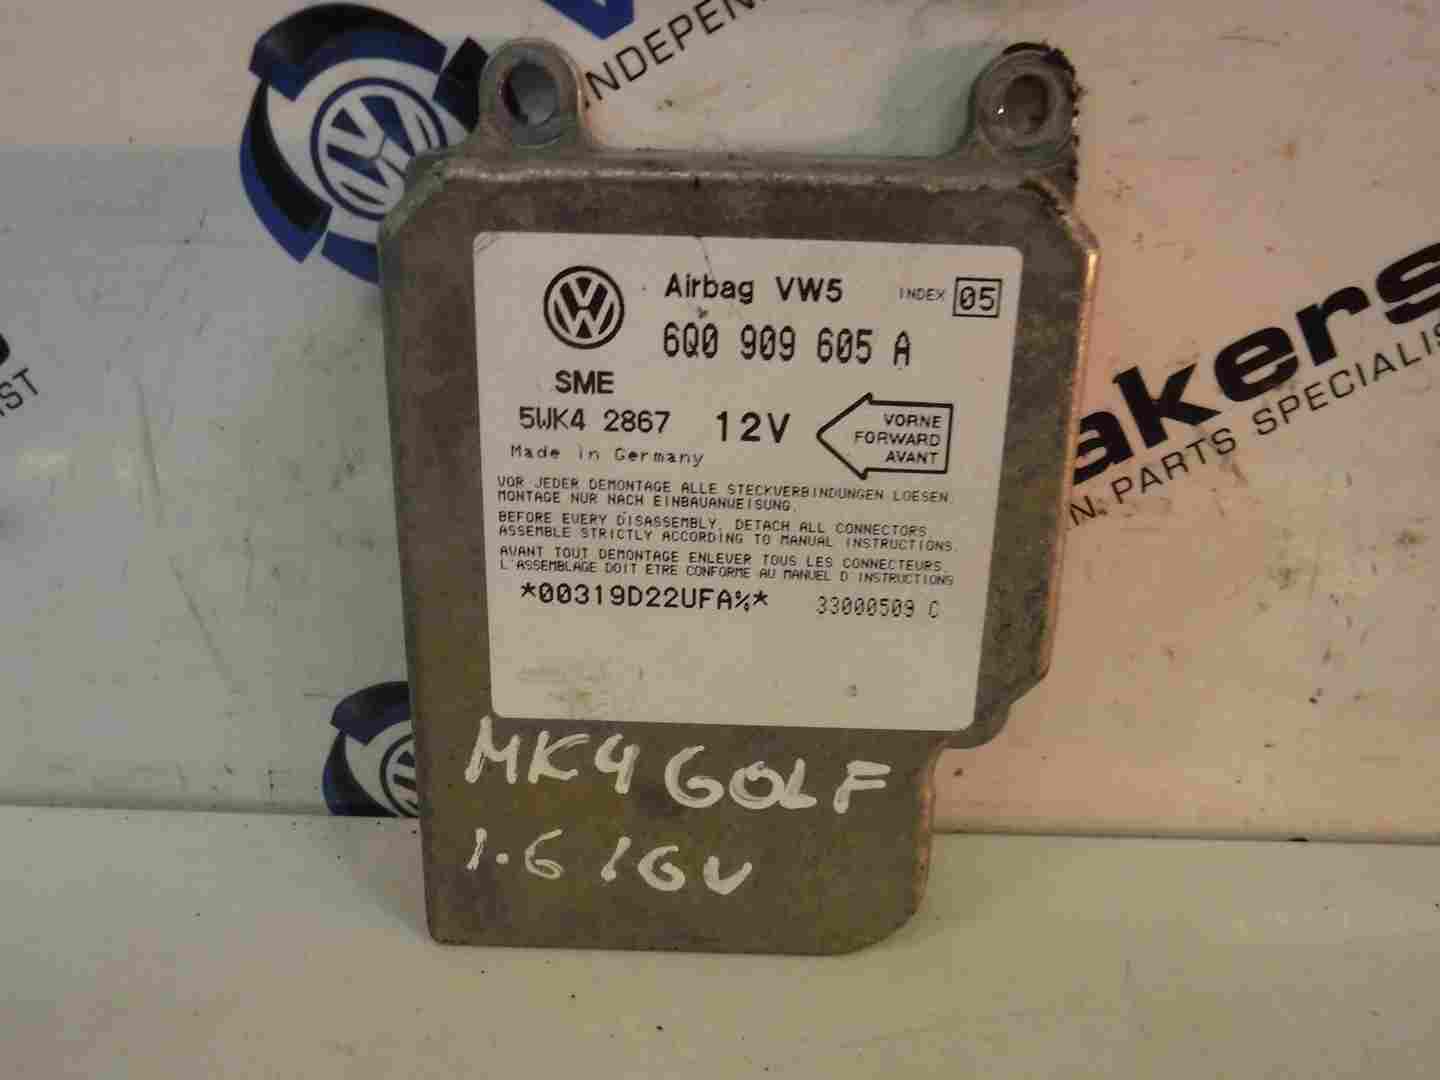 INDEPEN
Airbag VW5 INDEX 05
6Q0 909 605 A
SME
5WK4 2867 12V
VORNE
FORWARD
AVANT
Made in Germany
VOR JEDER DEMONTAGE ALLE STECKVERBINDUNGEN LOESEN.
MONTAGE NUR NACH EINBAUANWEISUNG.
BEFORE EVERY DISASSEMBLY, DETACH ALL CONNECTORS.
ASSEMBLE STRICTLY ACCORDING TO MANUAL INSTRUCTIONS.
AVANT TOUT DEMONTAGE ENLEVER TOUS LES CONNECTEURS.
L'ASSEMBLAGE DOIT ETRE CONFORME AU MANUEL D'INSTRUCTIONS
*00319D22UFA%* 33000509 C
MK4 GOLF
1.6 16V
akers
N PARTS SPECIALIS
IST